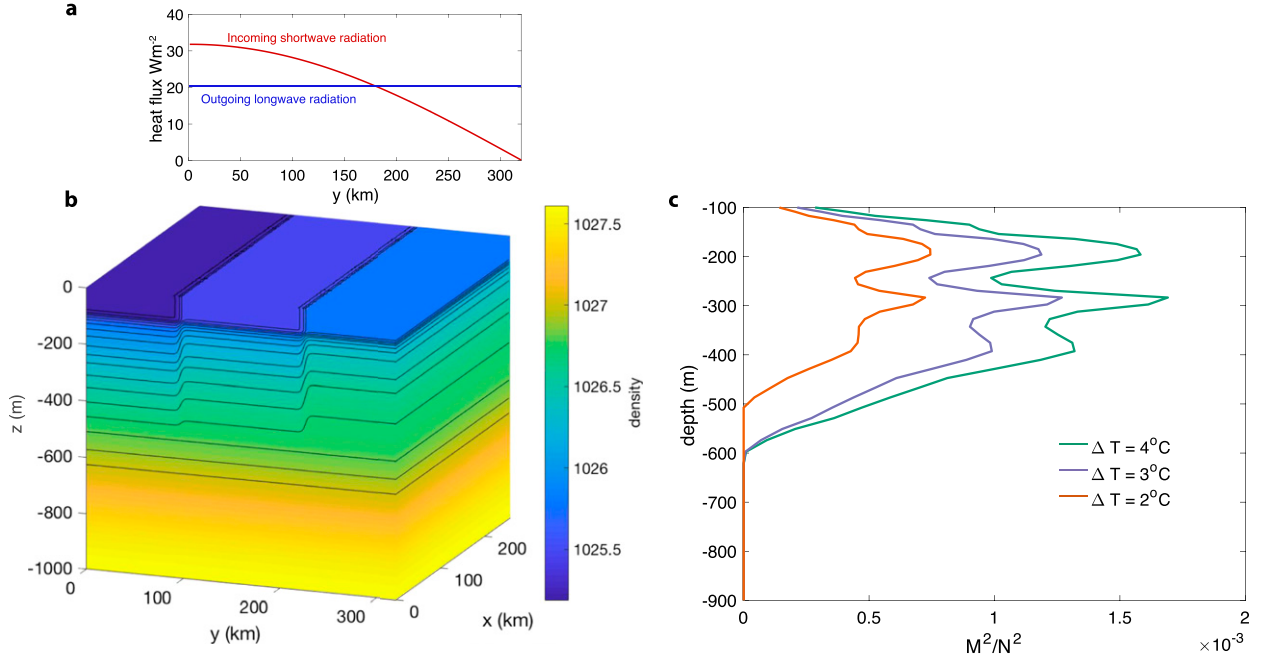 a
heat flux Wm-2
40
30
20
10
0
Incoming shortwave radiation
Outgoing longwave radiation
0 50 100 150 200 250 300
y (km)
b
z (m)
0
-200
-400
-600
-800
-1000
0 100 200 300
y (km)
0 100 200
x (km)
1027.5
1027
1026.5
1026
1025.5
density
c
depth (m)
-100
-200
-300
-400
-500
-600
-700
-800
-900
Δ T = 4oC
Δ T = 3oC
Δ T = 2oC
0 0.5 1 1.5 2
×10-3
M2/N2